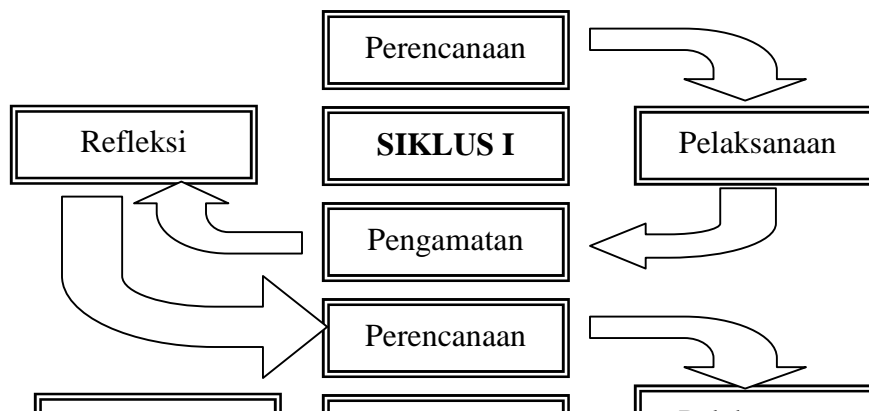 Perencanaan
Refleksi
SIKLUS I
Pelaksanaan
Pengamatan
Perencanaan